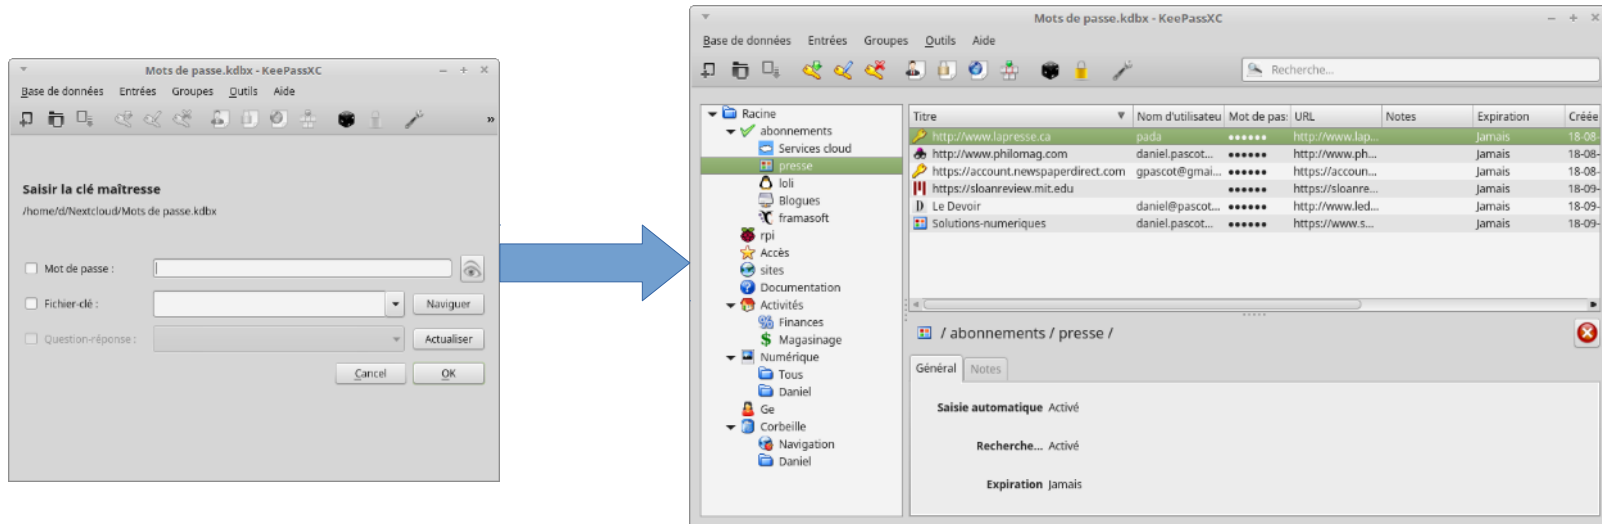 Mots de passe.kdbx - KeePassXC
Base de données Entrées Groupes Outils Aide
Saisir la clé maîtresse
/home/d/Nextcloud/Mots de passe.kdbx
Mot de passe :
Fichier-clé : Naviguer
Question-réponse : Actualiser
Cancel OK
Mots de passe.kdbx - KeePassXC
Base de données Entrées Groupes Outils Aide
Recherche...
Racine
abonnements
Services cloud
presse
loli
Blogues
framasoft
rpi
Accès
sites
Documentation
Activités
Finances
Magasinage
Numérique
Tous
Daniel
Ge
Corbeille
Navigation
Daniel
Titre Nom d'utilisateu Mot de pas: URL Notes Expiration Créée
http://www.lapresse.ca pada ●●●●●● http://www.lap... Jamais 18-08-
http://www.philomag.com daniel.pascot... ●●●●●● http://www.ph... Jamais 18-08-
https://account.newspaperdirect.com gpascot@gmai... ●●●●●● https://accoun... Jamais 18-08-
https://sloanreview.mit.edu ●●●●●● https://sloanre... Jamais 18-09-
Le Devoir daniel@pascot... ●●●●●● http://www.led... Jamais 18-09-
Solutions-numeriques daniel.pascot... ●●●●●● https://www.s... Jamais 18-09-
/ abonnements / presse /
Général Notes
Saisie automatique Activé
Recherche... Activé
Expiration Jamais